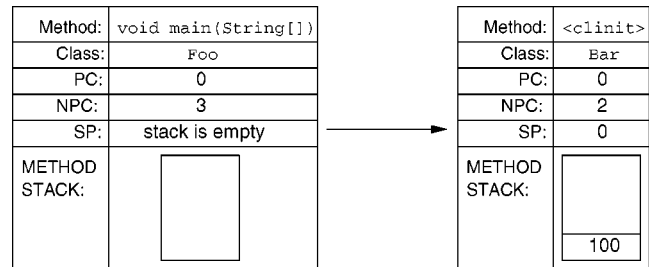 Method: void main(String[])
Class: Foo
PC: 0
NPC: 3
SP: stack is empty
METHOD
STACK:
Method: <clinit>
Class: Bar
PC: 0
NPC: 2
SP: 0
METHOD
STACK:
100